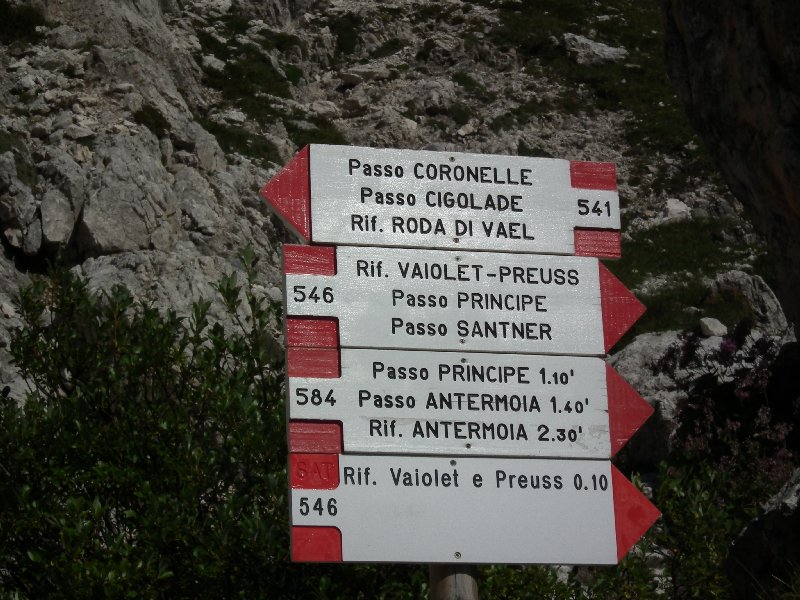 Passo CORONELLE
Passo CIGOLADE
Rif. RODA DI VAEL
541
546
Rif. VAIOLET-PREUSS
Passo PRINCIPE
Passo SANTNER
584
Passo PRINCIPE 1.10'
Passo ANTERMOIA 1.40'
Rif. ANTERMOIA 2.30'
SAT
546
Rif. Vaiolet e Preuss 0.10